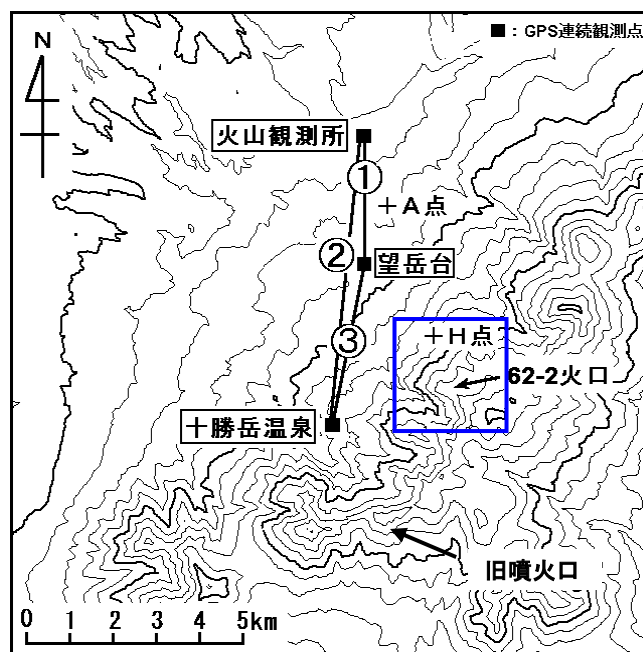 ■：GPS連続観測点
N
火山観測所
①
＋A点
②
望岳台
③
＋H点
62-2火口
十勝岳温泉
旧噴火口
0 1 2 3 4 5km